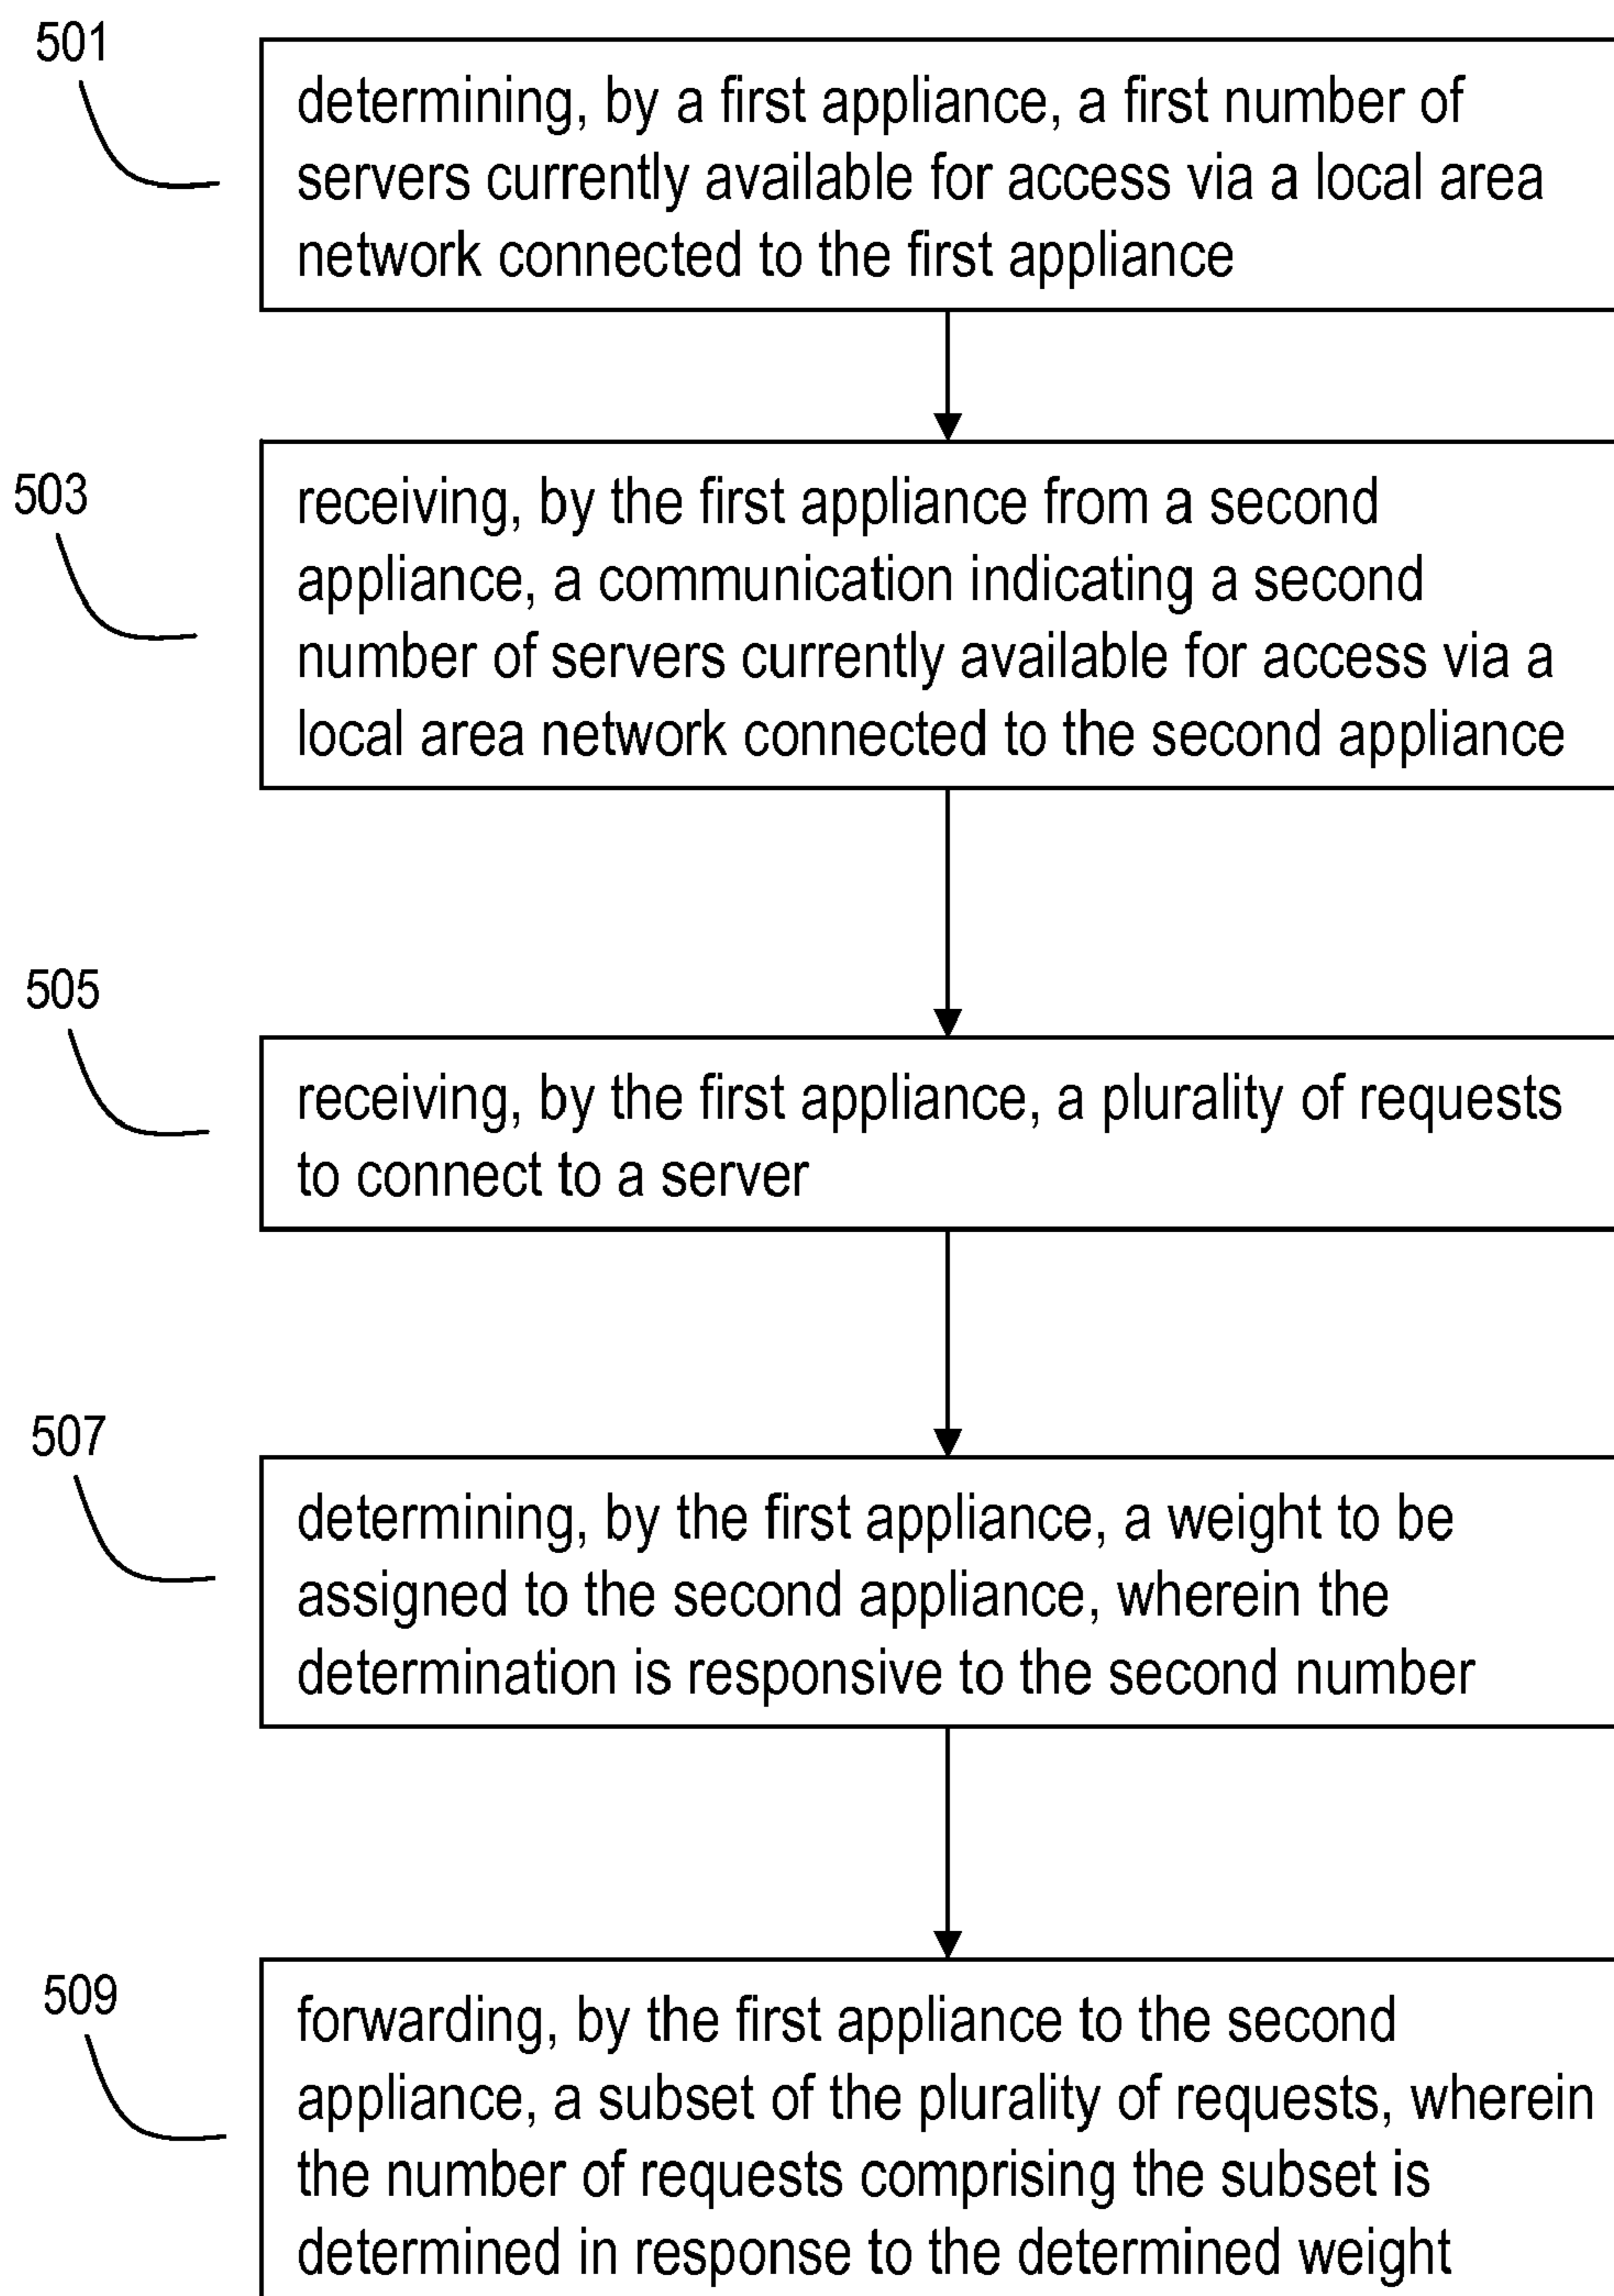 501
determining, by a first appliance, a first number of
servers currently available for access via a local area
network connected to the first appliance
503
receiving, by the first appliance from a second
appliance, a communication indicating a second
number of servers currently available for access via a
local area network connected to the second appliance
505
receiving, by the first appliance, a plurality of requests
to connect to a server
507
determining, by the first appliance, a weight to be
assigned to the second appliance, wherein the
determination is responsive to the second number
509
forwarding, by the first appliance to the second
appliance, a subset of the plurality of requests, wherein
the number of requests comprising the subset is
determined in response to the determined weight